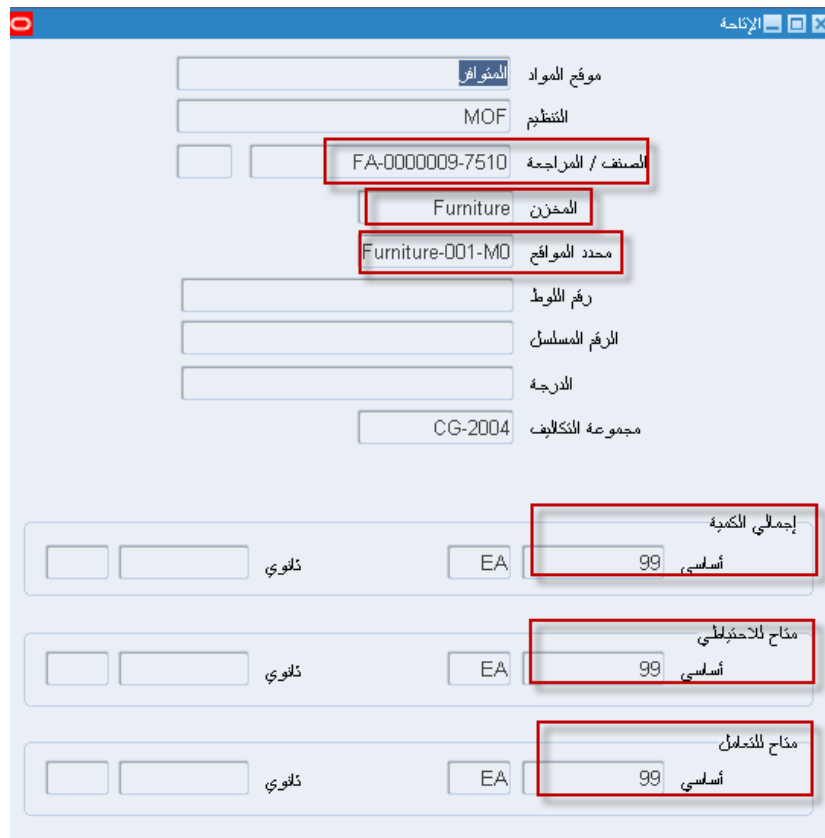 الإتاحة
موقع المواد المتوافر
التنظيم MOF
الصنف / المراجعة FA-0000009-7510
المخزن Furniture
محدد المواقع Furniture-001-M0
رقم اللوط
الرقم المسلسل
الدرجة
مجموعة التكاليف CG-2004
إجمالي الكمية
أساسي 99 EA ثانوي
متاح للاحتياطي
أساسي 99 EA ثانوي
متاح للتعامل
أساسي 99 EA ثانوي